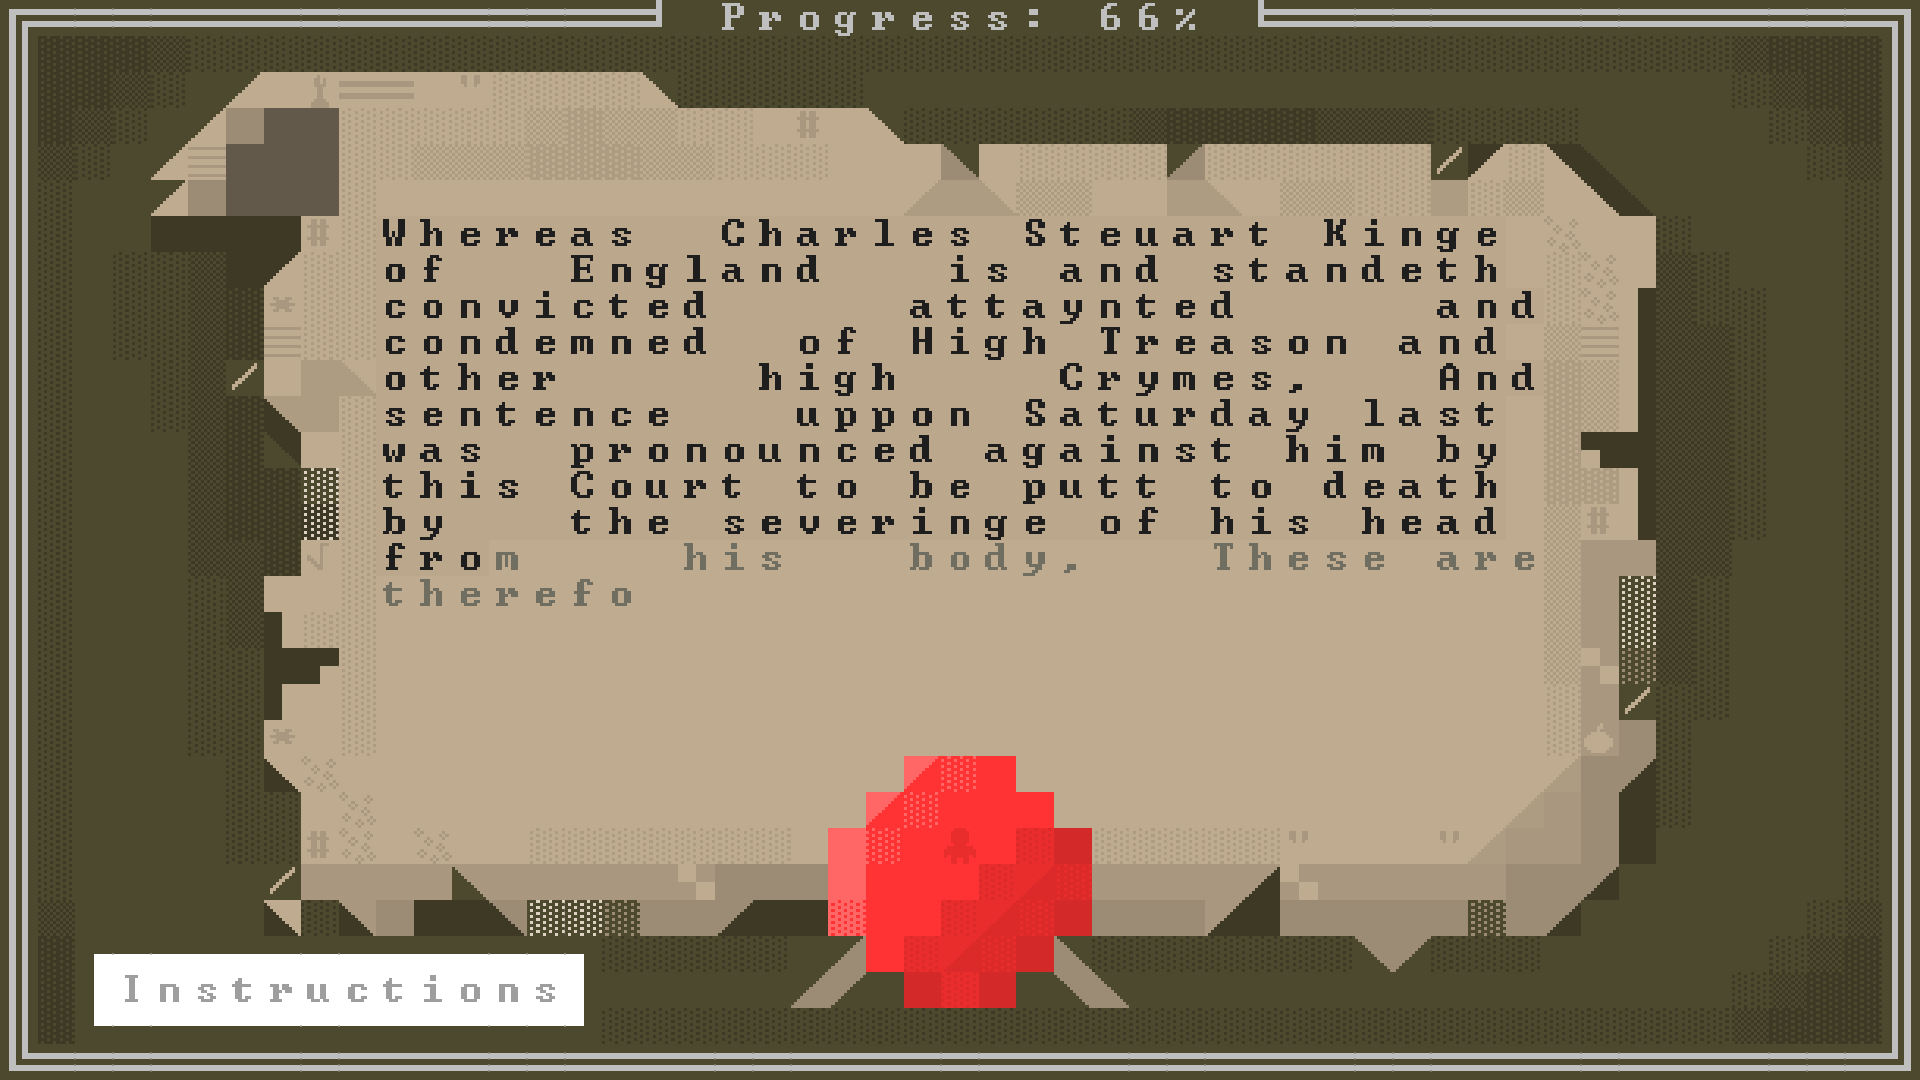 Progress: 66%
Whereas Charles Steuart Kinge
of England is and standeth
convicted attaynted and
condemned of High Treason and
other high Crymes, And
sentence uppon Saturday last
was pronounced against him by
this Court to be putt to death
by the severinge of his head
from his body, These are
therefo
Instructions